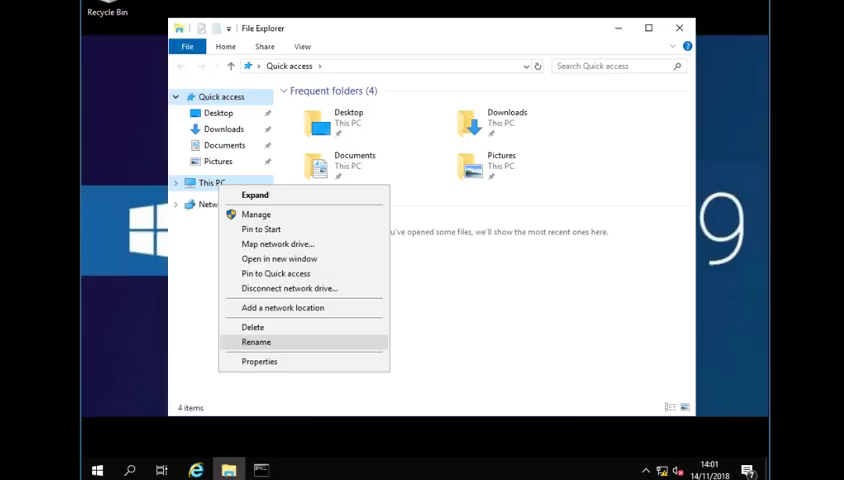 Recycle Bin
File Explorer
File Home Share View
Quick access
Search Quick access
Quick access
Desktop
Downloads
Documents
Pictures
This PC
Frequent folders (4)
Desktop
This PC
Downloads
This PC
Documents
This PC
Pictures
This PC
've opened some files, we'll show the most recent ones here.
Expand
Manage
Pin to Start
Map network drive...
Open in new window
Pin to Quick access
Disconnect network drive...
Add a network location
Delete
Rename
Properties
4 items
9
14:01
14/11/2018
7